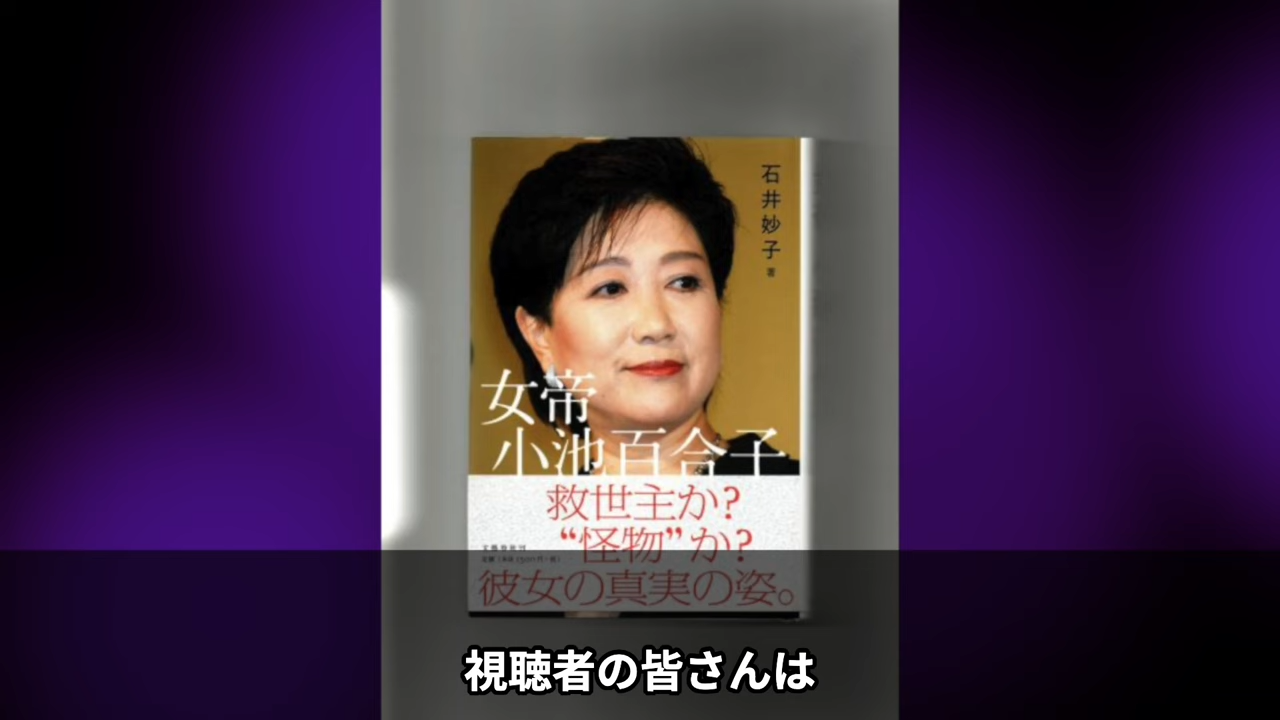 石井妙子 著
女帝
小池百合子
救世主か?
“怪物”か?
彼女の真実の姿。
視聴者の皆さんは